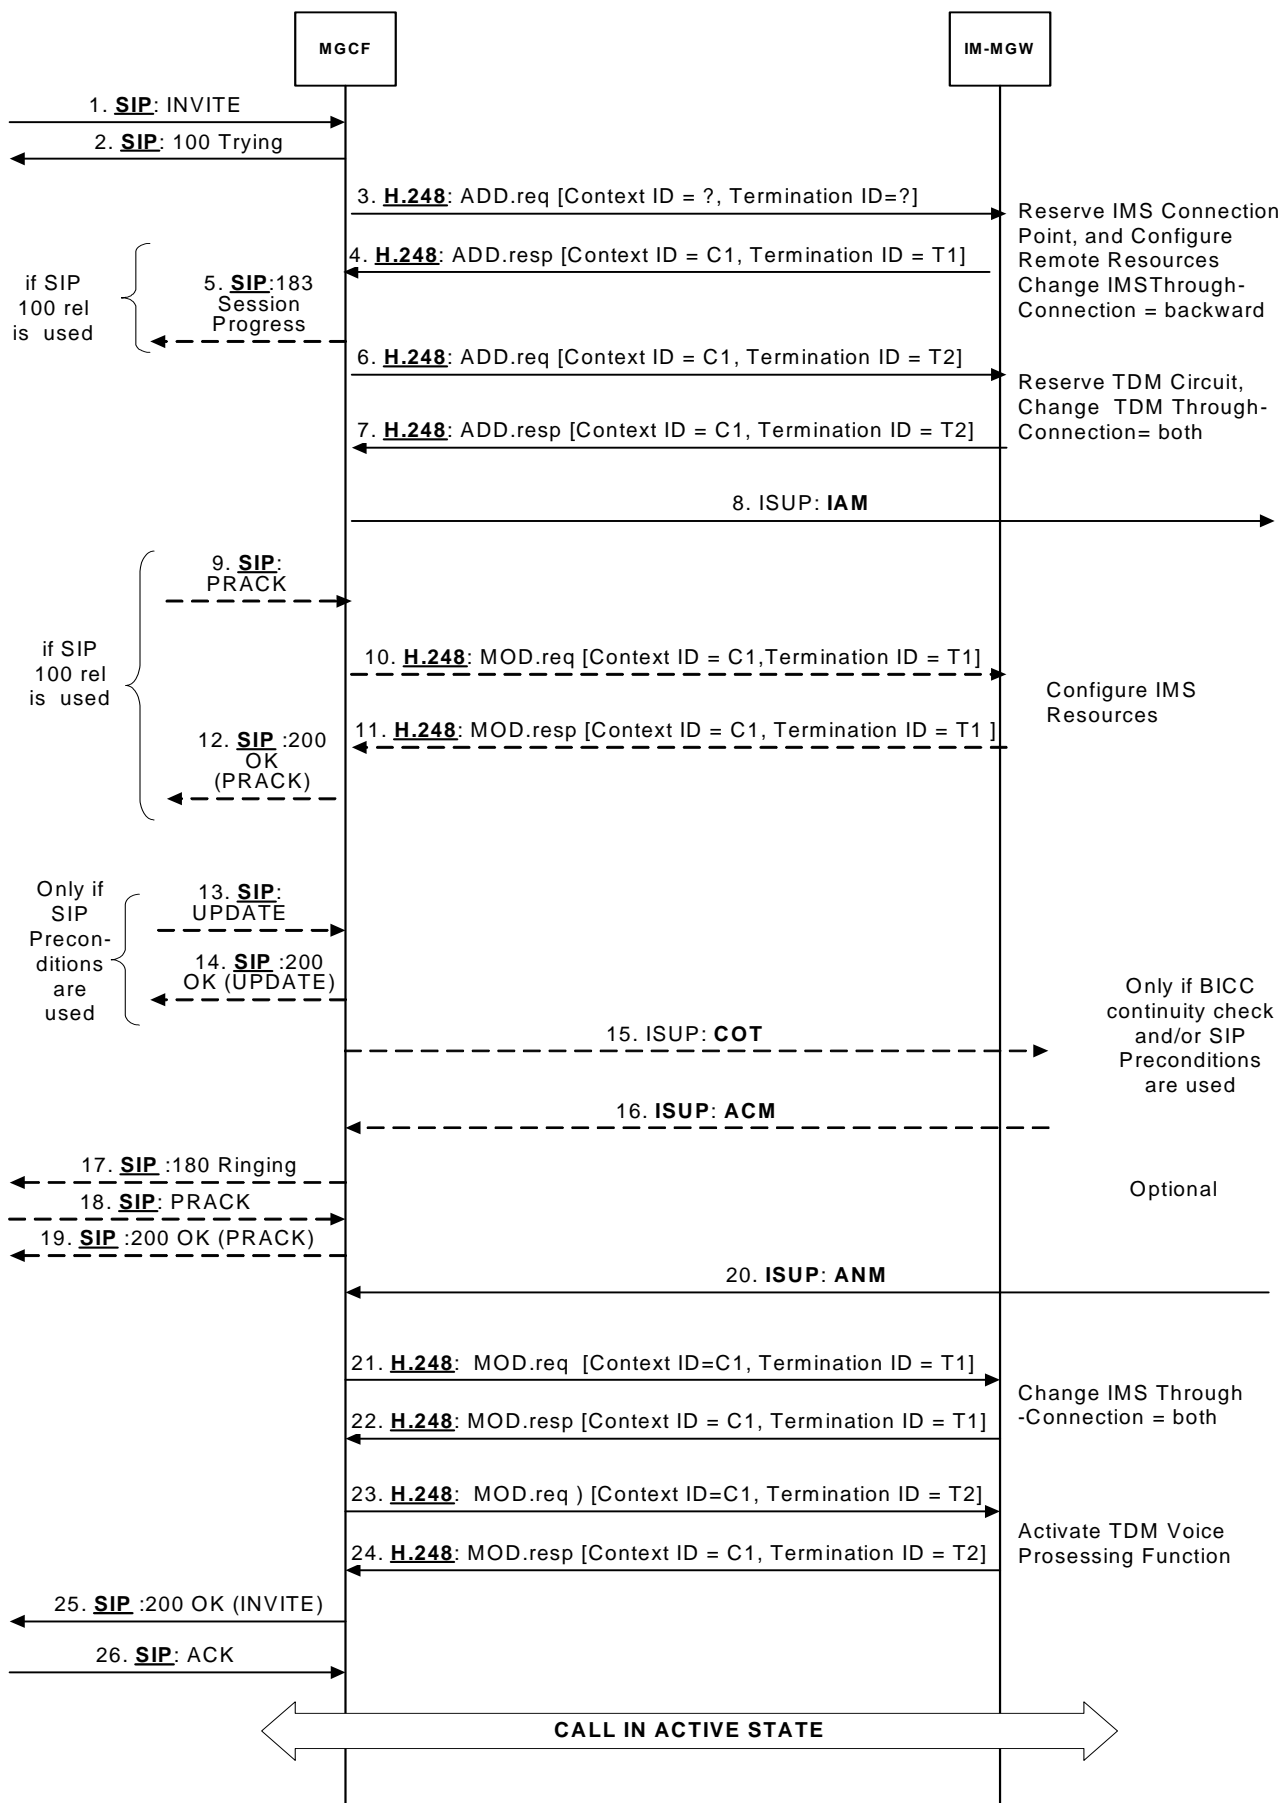 MGCF
IM-MGW
1. SIP: INVITE
2. SIP: 100 Trying
3. H.248: ADD.req [Context ID = ?, Termination ID=?]
Reserve IMS Connection
Point, and Configure
Remote Resources
Change IMSThrough-
Connection = backward
4. H.248: ADD.resp [Context ID = C1, Termination ID = T1]
if SIP
100 rel
is used
5. SIP:183
Session
Progress
6. H.248: ADD.req [Context ID = C1, Termination ID = T2]
Reserve TDM Circuit,
Change TDM Through-
Connection= both
7. H.248: ADD.resp [Context ID = C1, Termination ID = T2]
8. ISUP: IAM
9. SIP:
PRACK
if SIP
100 rel
is used
10. H.248: MOD.req [Context ID = C1,Termination ID = T1]
Configure IMS
Resources
11. H.248: MOD.resp [Context ID = C1, Termination ID = T1 ]
12. SIP :200
OK
(PRACK)
Only if
SIP
Precon-
ditions
are
used
13. SIP:
UPDATE
14. SIP :200
OK (UPDATE)
15. ISUP: COT
Only if BICC
continuity check
and/or SIP
Preconditions
are used
16. ISUP: ACM
17. SIP :180 Ringing
18. SIP: PRACK
Optional
19. SIP :200 OK (PRACK)
20. ISUP: ANM
21. H.248: MOD.req [Context ID=C1, Termination ID = T1]
Change IMS Through
-Connection = both
22. H.248: MOD.resp [Context ID = C1, Termination ID = T1]
23. H.248: MOD.req ) [Context ID=C1, Termination ID = T2]
Activate TDM Voice
Prosessing Function
24. H.248: MOD.resp [Context ID = C1, Termination ID = T2]
25. SIP :200 OK (INVITE)
26. SIP: ACK
CALL IN ACTIVE STATE